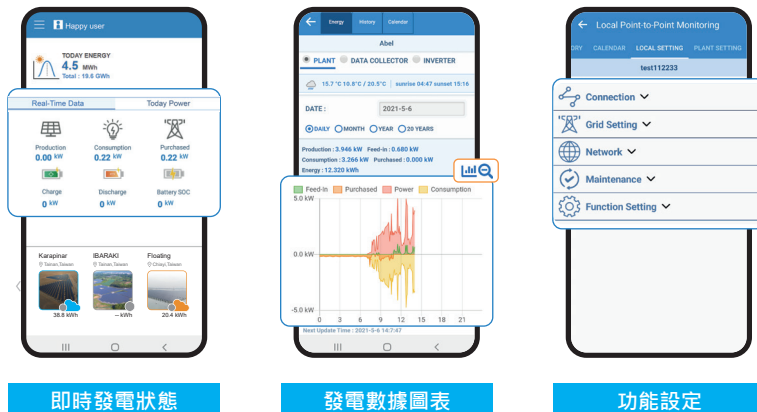 Happy user
TODAY ENERGY
4.5 MWh
Total : 19.6 GWh
Real-Time Data
Today Power
Production
Consumption
Purchased
0.00 kW
0.22 kW
0.22 kW
Charge
Discharge
Battery SOC
0 kW
0 kW
0 kW
Karapinar
IBARAKI
Floating
Tainan,Taiwan
Tainan,Taiwan
Chiayi,Taiwan
38.8 kWh
-- kWh
20.4 kWh
即時發電狀態
Energy
History
Calendar
Abel
PLANT
DATA COLLECTOR
INVERTER
15.7 °C 10.8°C / 20.5°C
sunrise 04:47 sunset 15:16
DATE :
2021-5-6
DAILY
MONTH
YEAR
20 YEARS
Production : 3.946 kW Feed-in : 0.680 kW
Consumption : 3.266 kW Purchased : 0.000 kW
Energy : 12.320 kWh
Feed-In
Purchased
Power
Consumption
5.0 kW
0.0 kW
-5.0 kW
0 3 6 9 12 15 18 21
Next Update Time : 2021-5-6 14:7:47
發電數據圖表
Local Point-to-Point Monitoring
ORY
CALENDAR
LOCAL SETTING
PLANT SETTING
test112233
Connection
Grid Setting
Network
Maintenance
Function Setting
功能設定